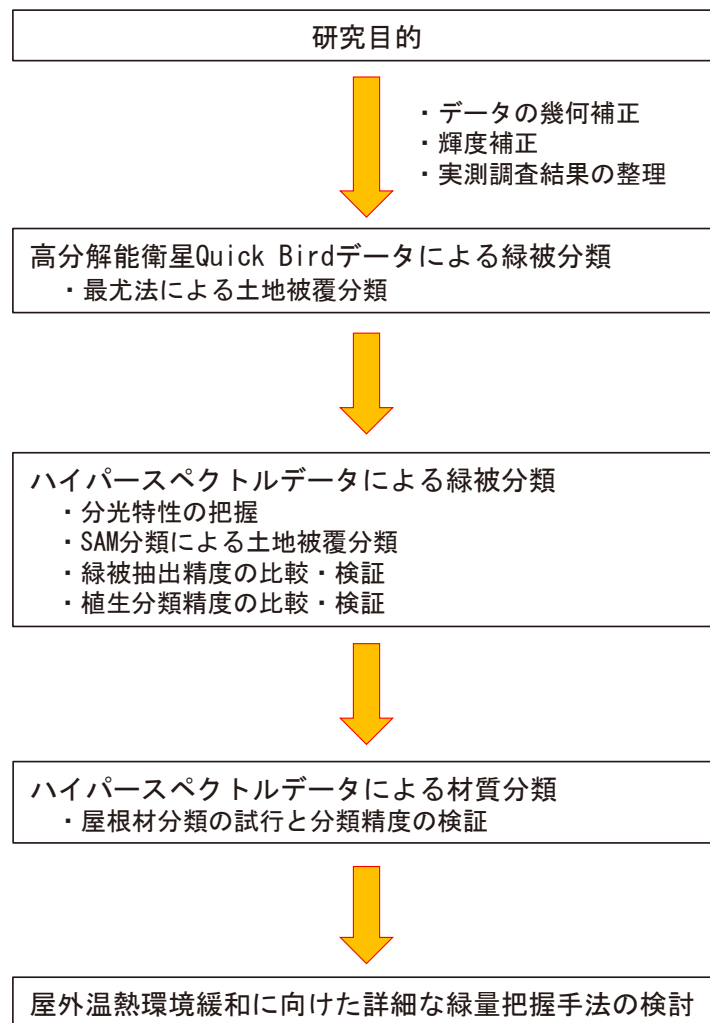 研究目的
・データの幾何補正
・輝度補正
・実測調査結果の整理
高分解能衛星Quick Birdデータによる緑被分類
・最尤法による土地被覆分類
ハイパースペクトルデータによる緑被分類
・分光特性の把握
・SAM分類による土地被覆分類
・緑被抽出精度の比較・検証
・植生分類精度の比較・検証
ハイパースペクトルデータによる材質分類
・屋根材分類の試行と分類精度の検証
屋外温熱環境緩和に向けた詳細な緑量把握手法の検討